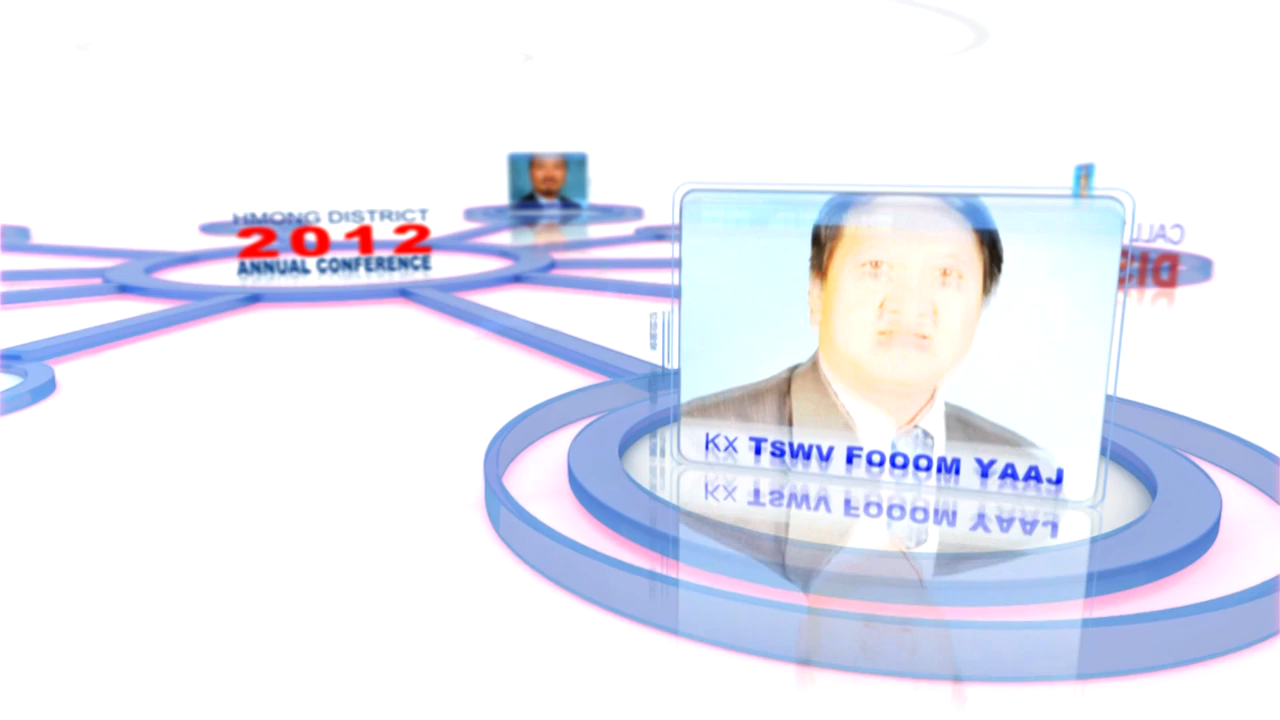 HMONG DISTRICT
2012
ANNUAL CONFERENCE
KX TSWV FOOOM YAAJ